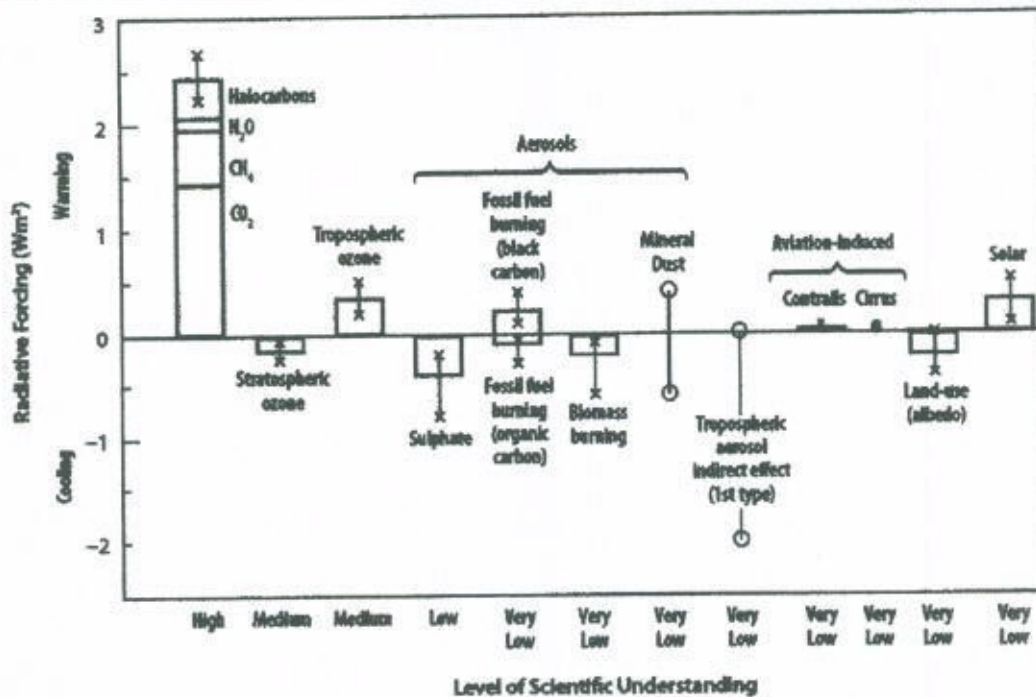 3
2
1
0
−1
−2
Radiative Forcing (Wm²)
Warming
Cooling
Halocarbons
N₂O
CH₄
CO₂
Stratospheric
ozone
Tropospheric
ozone
Aerosols
Sulphate
Fossil fuel
burning
(black
carbon)
Fossil fuel
burning
(organic
carbon)
Biomass
burning
Mineral
Dust
Tropospheric
aerosol
indirect effect
(1st type)
Aviation-induced
Contrails Cirrus
Land-use
(albedo)
Solar
High
Medium
Medium
Low
Very
Low
Very
Low
Very
Low
Very
Low
Very
Low
Very
Low
Very
Low
Very
Low
Level of Scientific Understanding